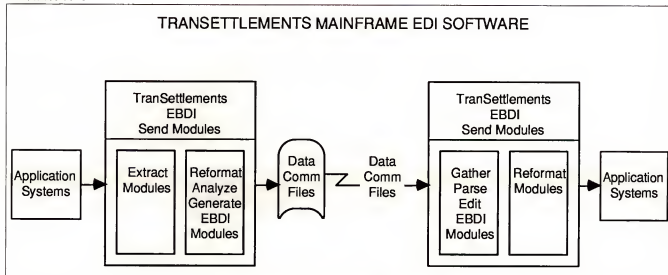 TRANSETTLEMENTS MAINFRAME EDI SOFTWARE
Application
Systems
TranSettlements
EBDI
Send Modules
Extract
Modules
Reformat
Analyze
Generate
EBDI
Modules
Data
Comm
Files
Data
Comm
Files
TranSettlements
EBDI
Send Modules
Gather
Parse
Edit
EBDI
Modules
Reformat
Modules
Application
Systems